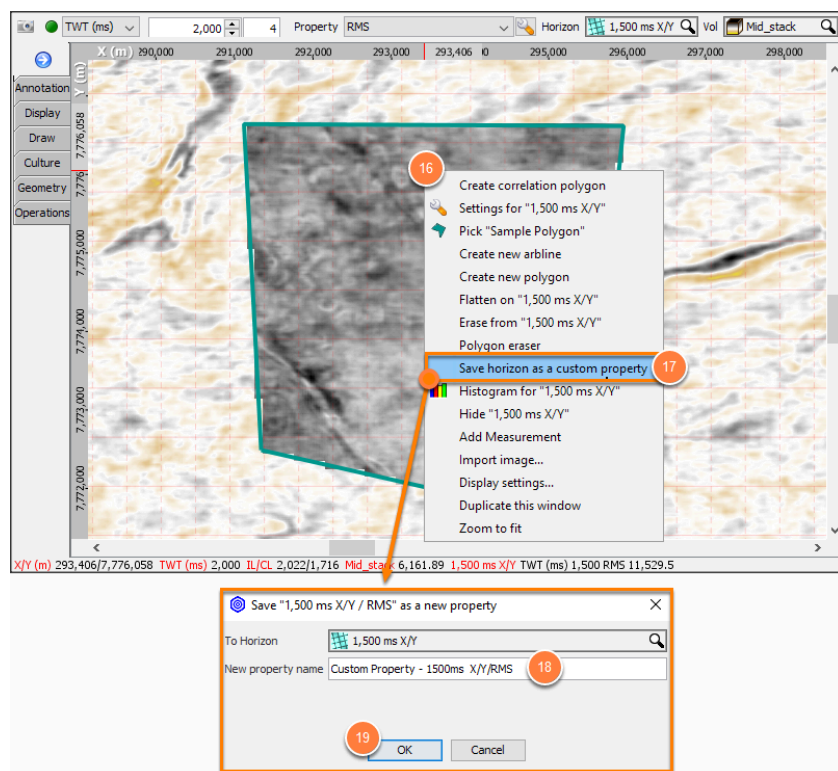 TWT (ms) 2,000 4 Property RMS Horizon 1,500 ms X/Y Vol Mid_stack
X (m) 290,000 291,000 292,000 293,000 293,406 295,000 296,000 297,000 298,000
Y (m)
Annotation
Display
Draw
Culture
Geometry
Operations
7,776,058
7,776
7,775,000
7,774,000
7,773,000
7,772,000
16
Create correlation polygon
Settings for "1,500 ms X/Y"
Pick "Sample Polygon"
Create new arbline
Create new polygon
Flatten on "1,500 ms X/Y"
Erase from "1,500 ms X/Y"
Polygon eraser
Save horizon as a custom property 17
Histogram for "1,500 ms X/Y"
Hide "1,500 ms X/Y"
Add Measurement
Import image...
Display settings...
Duplicate this window
Zoom to fit
X/Y (m) 293,406/7,776,058 TWT (ms) 2,000 IL/CL 2,022/1,716 Mid_stack 6,161.89 1,500 ms X/Y TWT (ms) 1,500 RMS 11,529.5
Save "1,500 ms X/Y / RMS" as a new property
To Horizon 1,500 ms X/Y
New property name Custom Property - 1500ms X/Y/RMS 18
19
OK Cancel